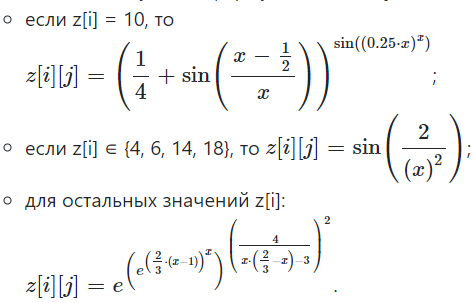 если z[i] = 10, то
z[i][j] = (1/4 + sin((x − 1/2)/x))^(sin((0.25·x)^x)) ;
если z[i] ∈ {4, 6, 14, 18}, то z[i][j] = sin(2/(x)^2);
для остальных значений z[i]:
z[i][j] = e^((e^((2/3·(x−1))^x))^((4/(x·(2/3−x)−3))^2)) .